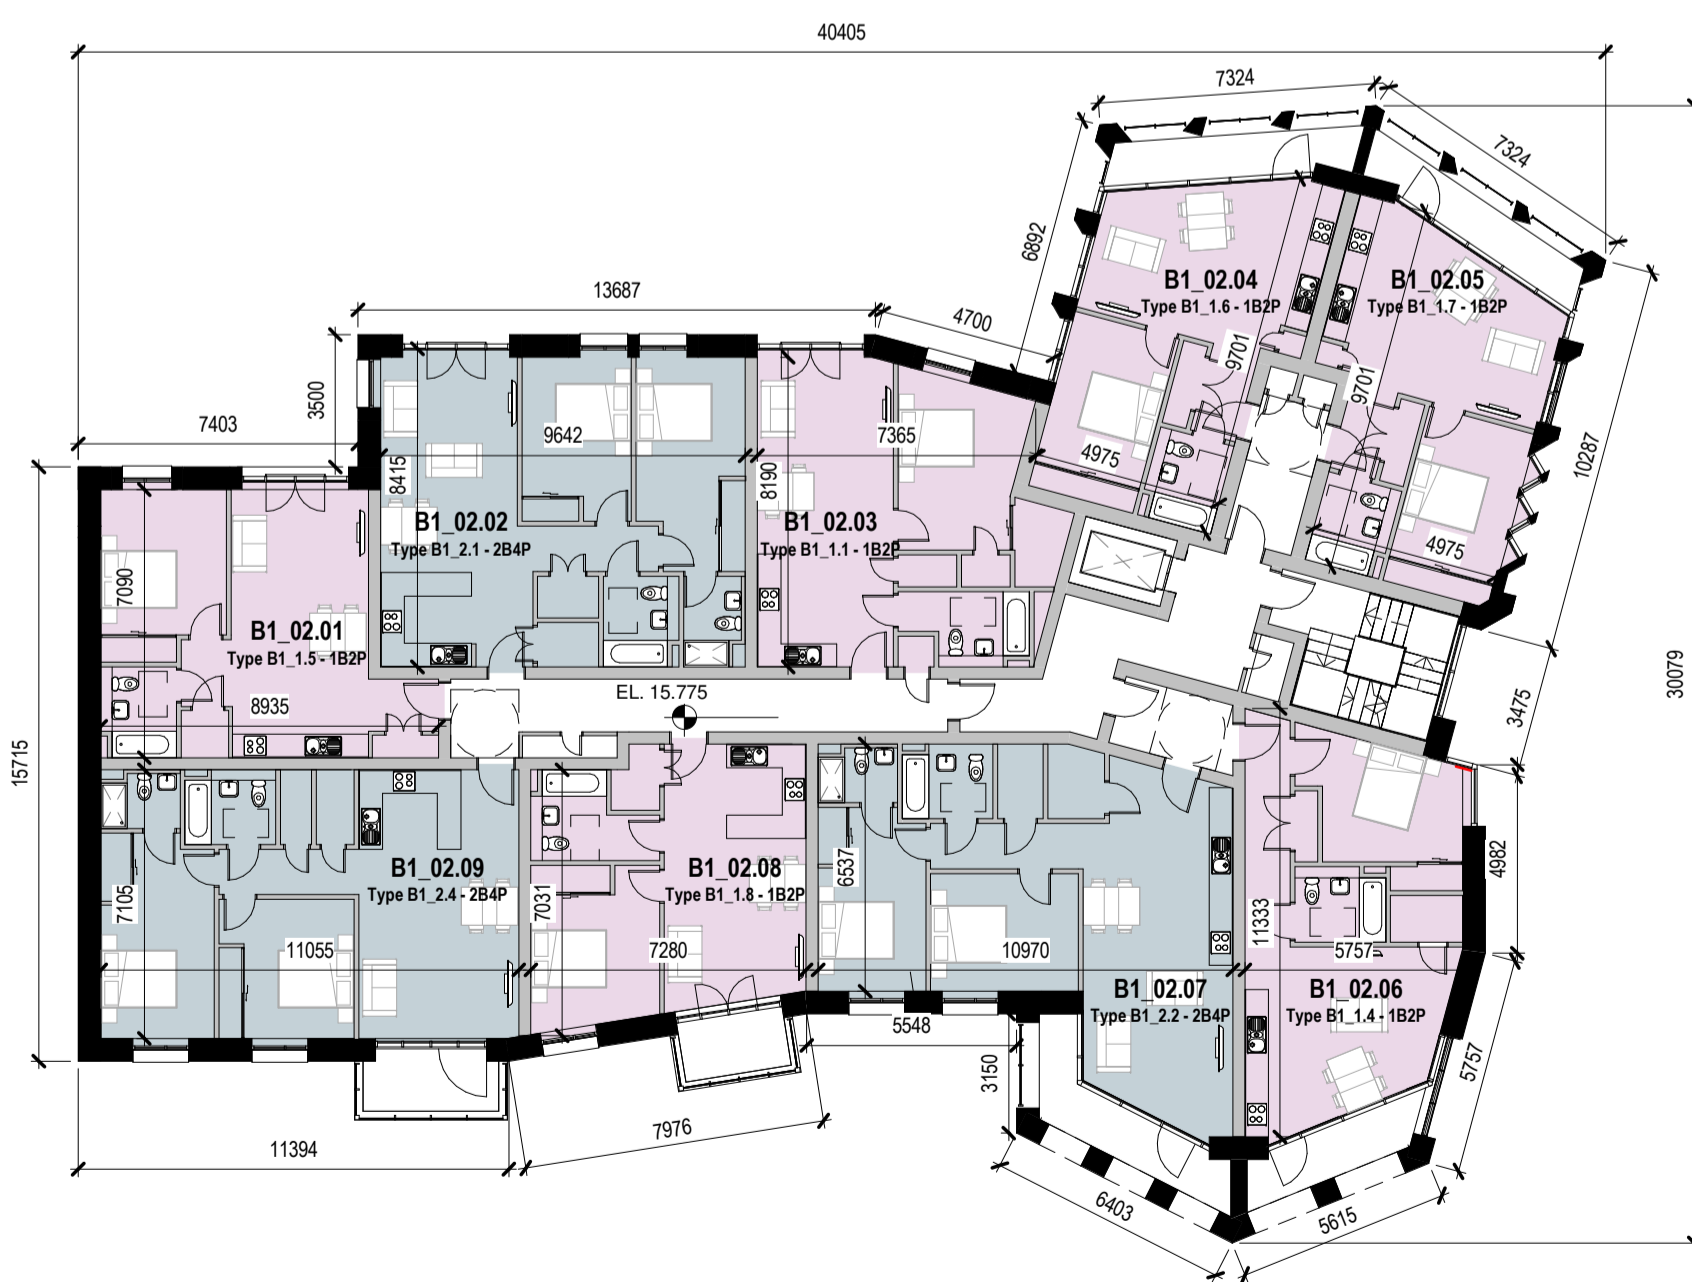 40405
7324
7324
6892
13687
4700
B1_02.04
Type B1_1.6 - 1B2P
B1_02.05
Type B1_1.7 - 1B2P
9701
9701
3500
7403
9642
7365
4975
4975
10287
8415
8190
B1_02.02
Type B1_2.1 - 2B4P
B1_02.03
Type B1_1.1 - 1B2P
7090
B1_02.01
Type B1_1.5 - 1B2P
8935
EL. 15.775
30079
3475
15715
B1_02.09
Type B1_2.4 - 2B4P
B1_02.08
Type B1_1.8 - 1B2P
7105
7031
6537
11333
4982
11055
7280
10970
5757
B1_02.07
Type B1_2.2 - 2B4P
B1_02.06
Type B1_1.4 - 1B2P
5548
3150
5757
11394
7976
6403
5615